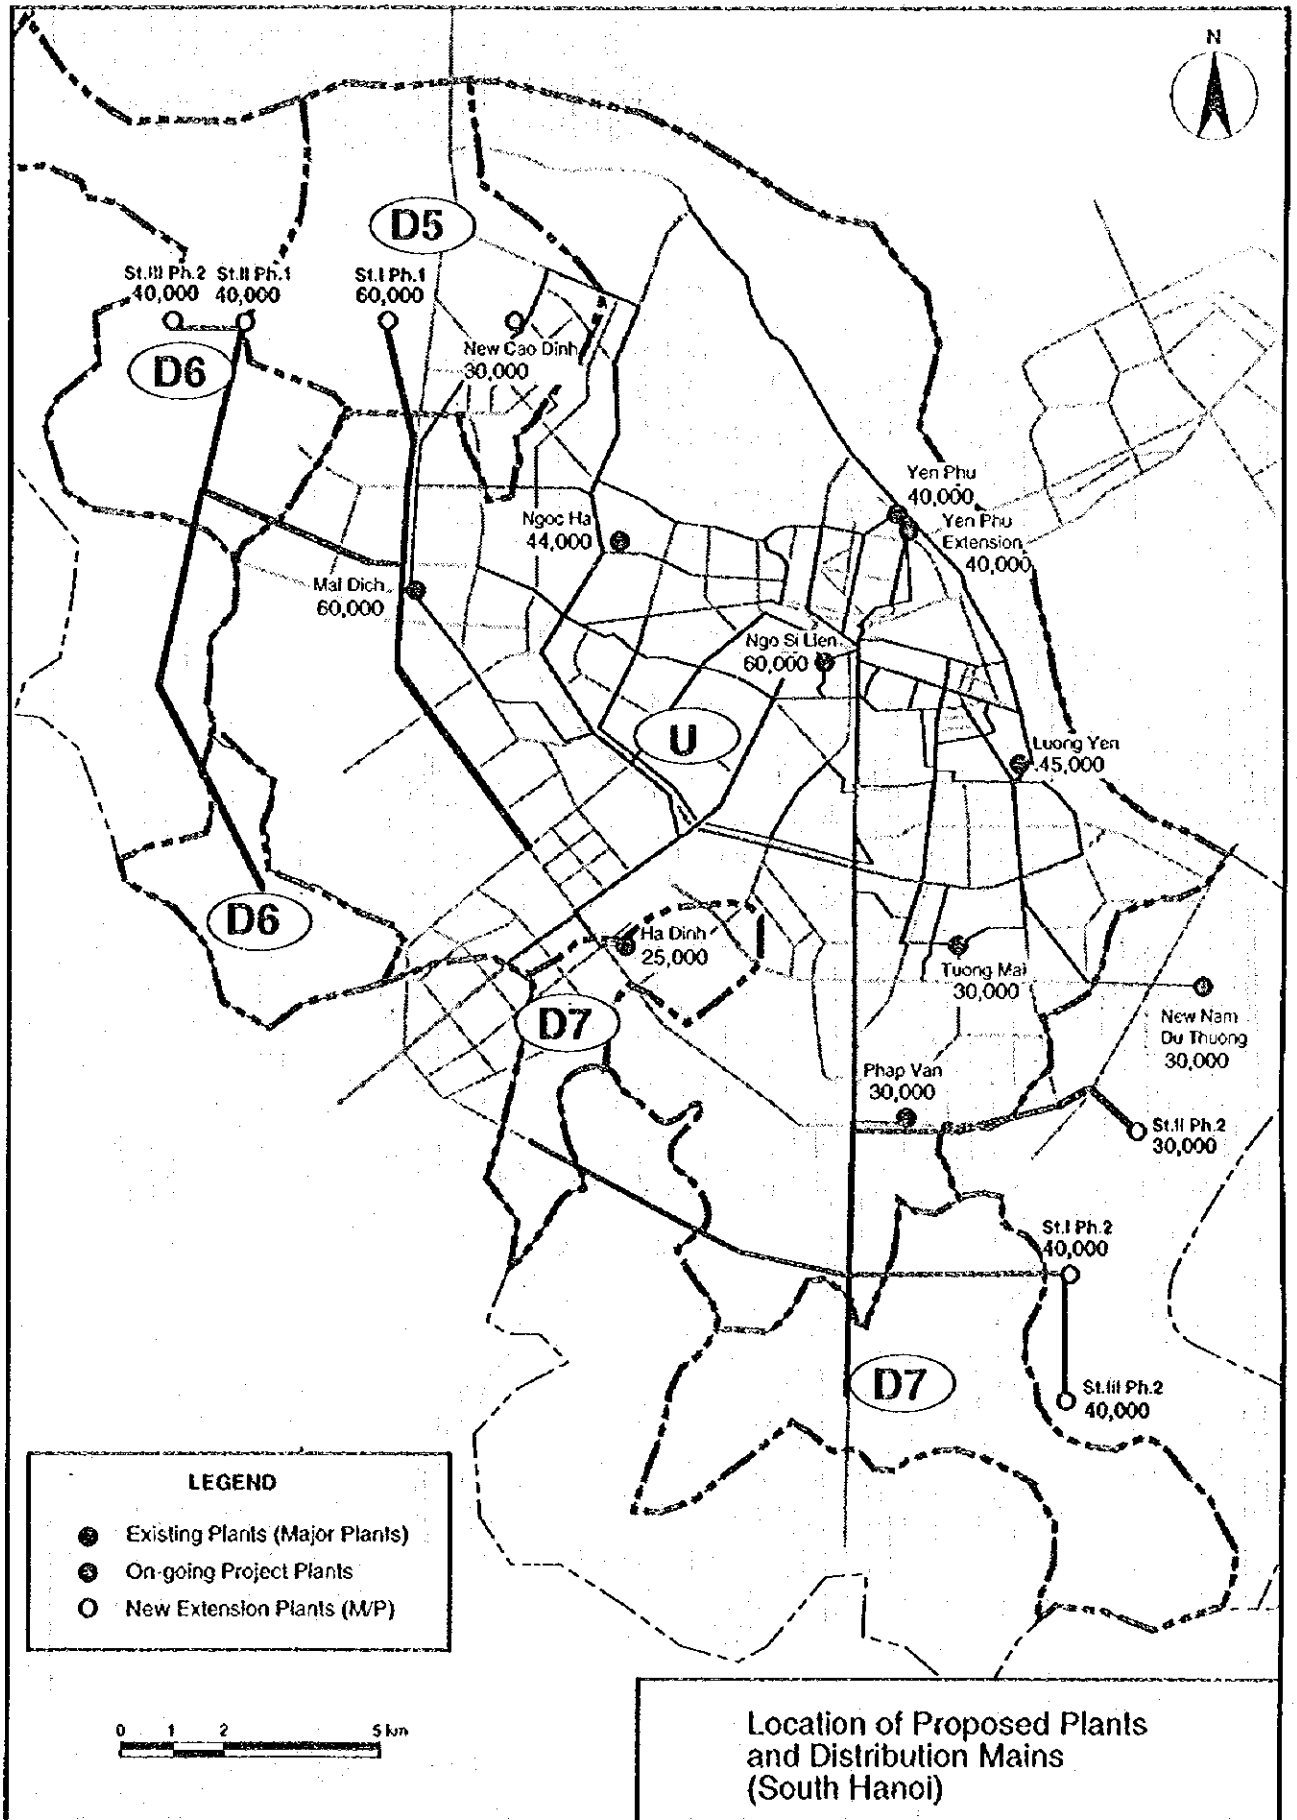 N
D5
St.III Ph.2
40,000
St.II Ph.1
40,000
St.I Ph.1
60,000
New Cao Dinh
30,000
D6
Yen Phu
40,000
Yen Phu
Extension
40,000
Ngoc Ha
44,000
Mai Dich
60,000
Ngo Si Lien
60,000
U
Luong Yen
45,000
D6
Ha Dinh
25,000
Tuong Mai
30,000
New Nam
Du Thuong
30,000
D7
Phap Van
30,000
St.II Ph.2
30,000
St.I Ph.2
40,000
D7
St.III Ph.2
40,000
LEGEND
Existing Plants (Major Plants)
On-going Project Plants
New Extension Plants (M/P)
0 1 2 5 km
Location of Proposed Plants
and Distribution Mains
(South Hanoi)